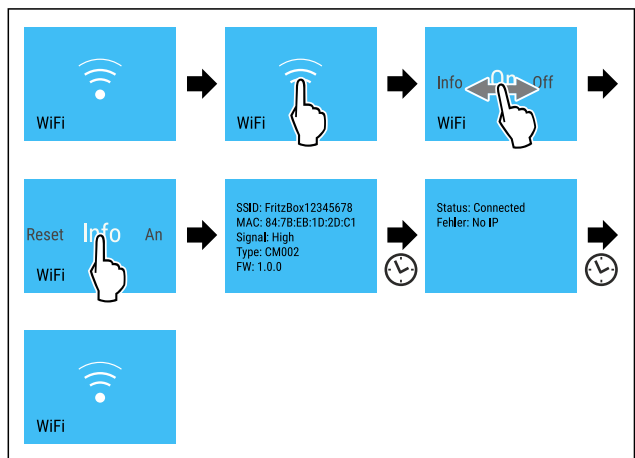 WiFi
WiFi
Info On Off
WiFi
Reset Info An
WiFi
SSID: FritzBox12345678
MAC: 84:7B:EB:1D:2D:C1
Signal: High
Type: CM002
FW: 1.0.0
Status: Connected
Fehler: No IP
WiFi